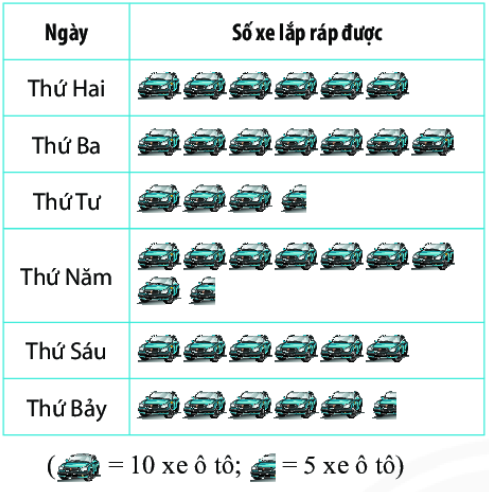 Ngày Số xe lắp ráp được
Thứ Hai
Thứ Ba
Thứ Tư
Thứ Năm
Thứ Sáu
Thứ Bảy
( = 10 xe ô tô; = 5 xe ô tô)